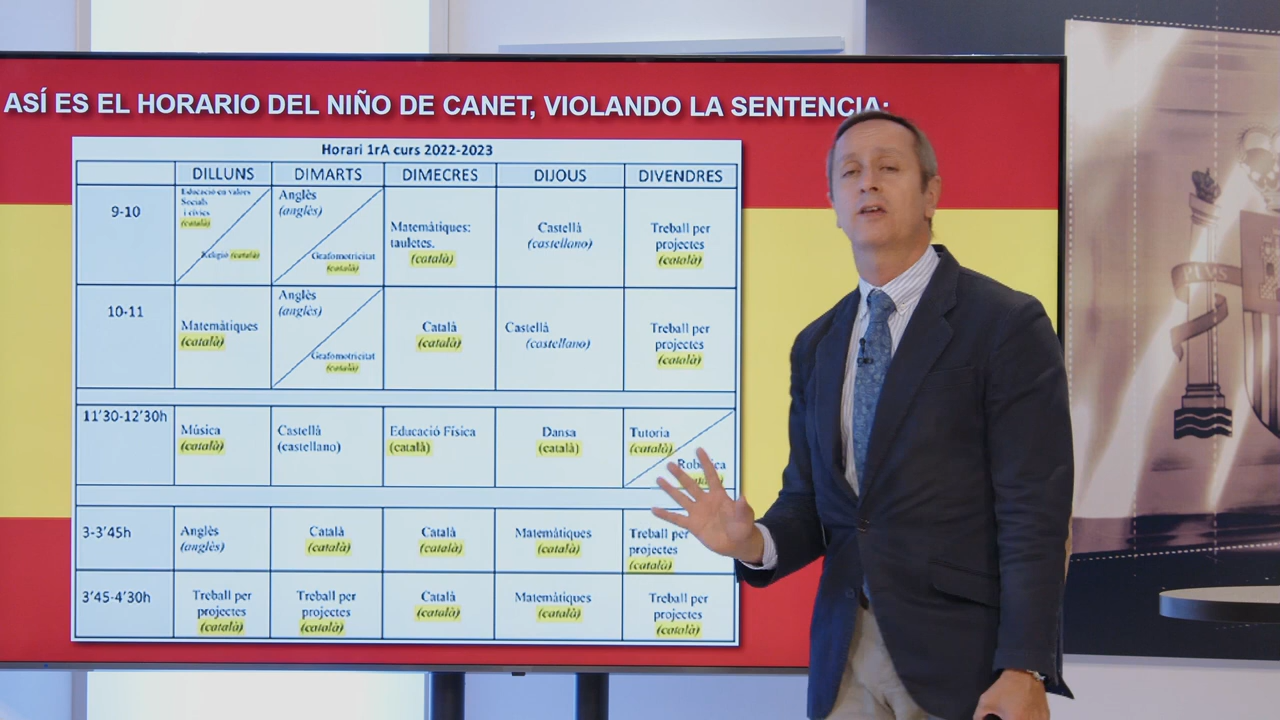 ASÍ ES EL HORARIO DEL NIÑO DE CANET, VIOLANDO LA SENTENCIA:
Horari 1rA curs 2022-2023
DILLUNS DIMARTS DIMECRES DIJOUS DIVENDRES
9-10
Educació en valors
Socials
i cívics
(català)
Religió (català)
Anglès
(anglès)
Grafomotricitat
(català)
Matemàtiques:
tauletes.
(català)
Castellà
(castellano)
Treball per
projectes
(català)
10-11
Matemàtiques
(català)
Anglès
(anglès)
Grafomotricitat
(català)
Català
(català)
Castellà
(castellano)
Treball per
projectes
(català)
11'30-12'30h
Música
(català)
Castellà
(castellano)
Educació Física
(català)
Dansa
(català)
Tutoria
(català)
3-3'45h
Anglès
(anglès)
Català
(català)
Català
(català)
Matemàtiques
(català)
Treball per
projectes
(català)
3'45-4'30h
Treball per
projectes
(català)
Treball per
projectes
(català)
Català
(català)
Matemàtiques
(català)
Treball per
projectes
(català)
PLVS